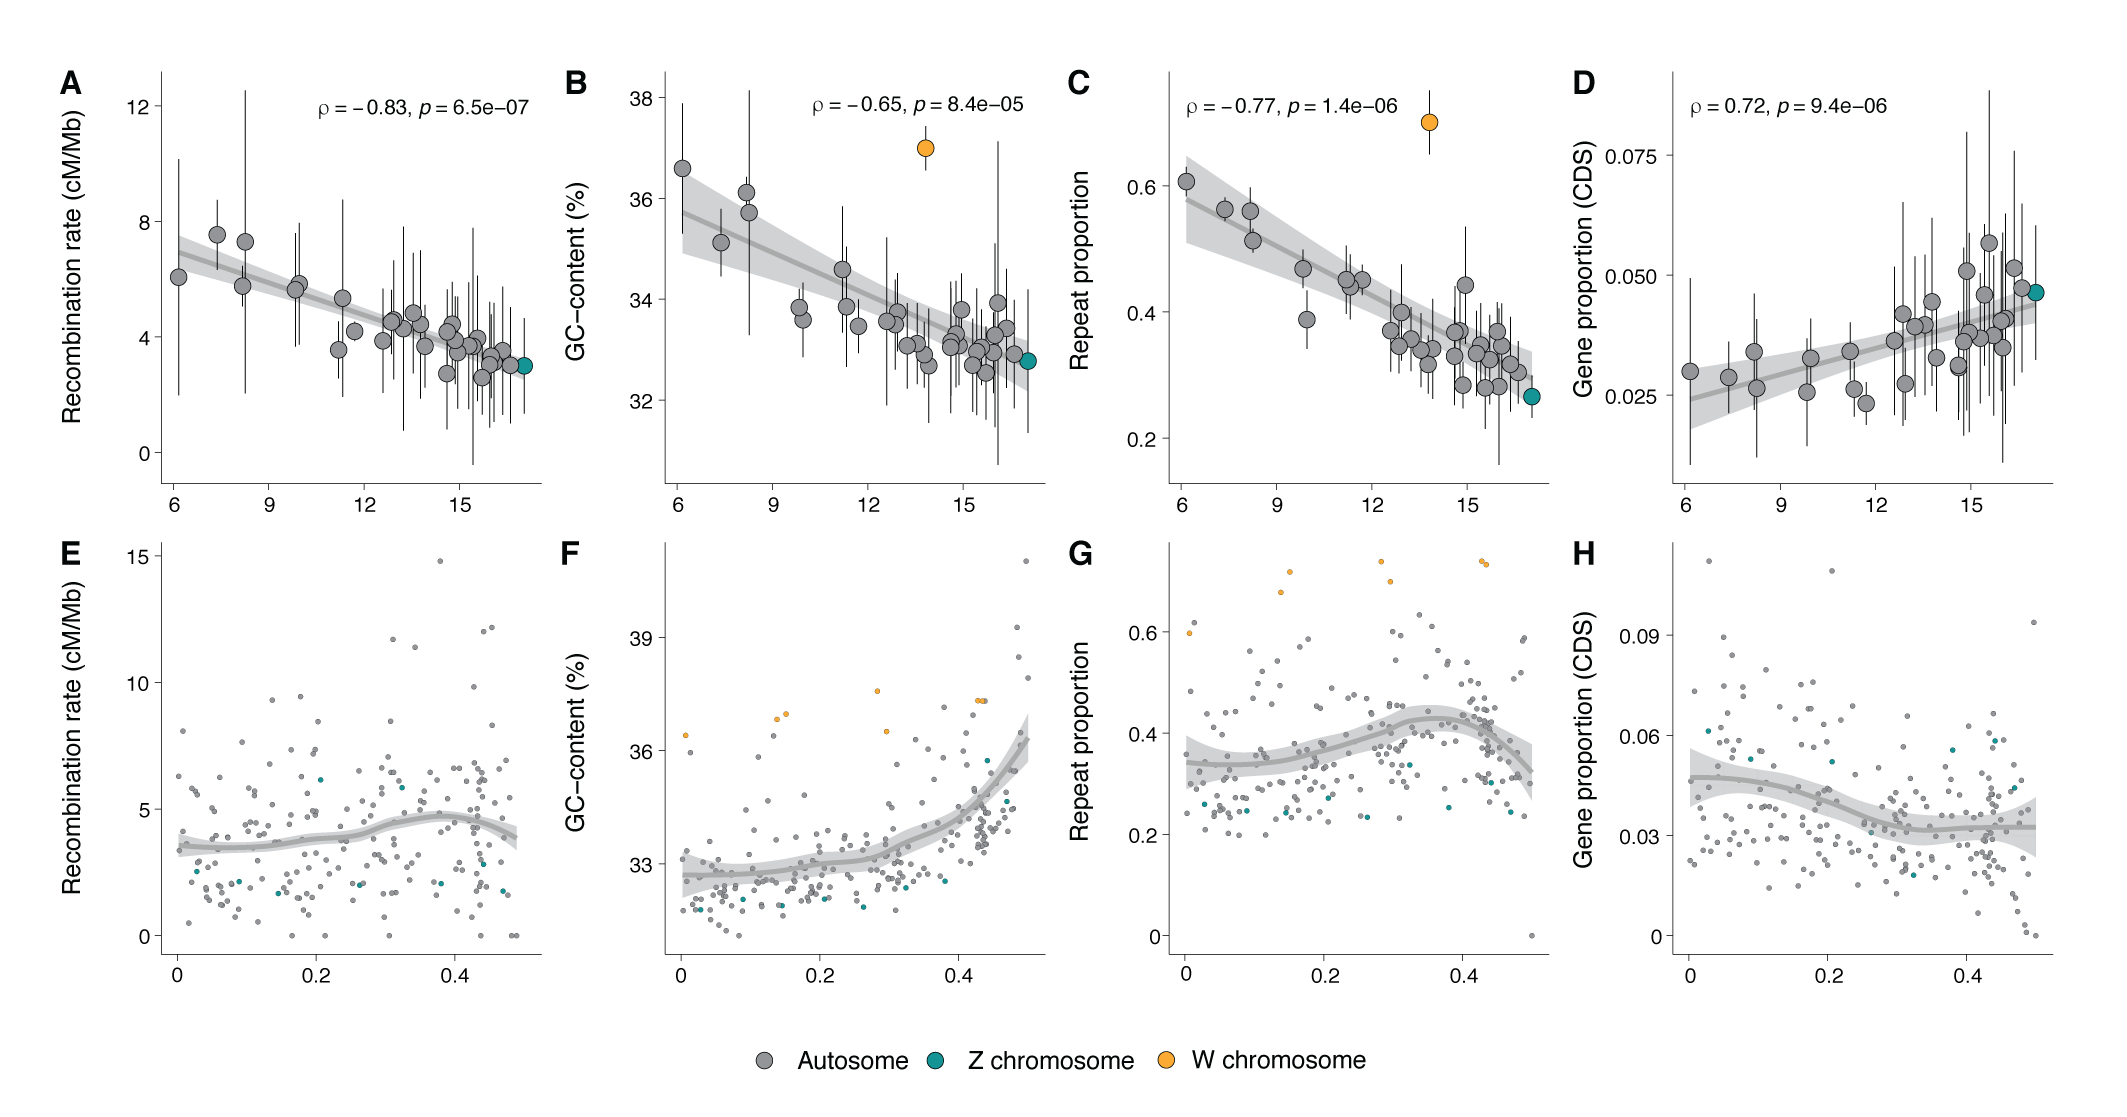 A
Recombination rate (cM/Mb)
12
8
4
0
ρ = −0.83, p = 6.5e−07
6 9 12 15
B
GC−content (%)
38
36
34
32
ρ = −0.65, p = 8.4e−05
6 9 12 15
C
Repeat proportion
0.6
0.4
0.2
ρ = −0.77, p = 1.4e−06
6 9 12 15
D
Gene proportion (CDS)
0.075
0.050
0.025
ρ = 0.72, p = 9.4e−06
6 9 12 15
E
Recombination rate (cM/Mb)
15
10
5
0
0 0.2 0.4
F
GC−content (%)
39
36
33
0 0.2 0.4
G
Repeat proportion
0.6
0.4
0.2
0
0 0.2 0.4
H
Gene proportion (CDS)
0.09
0.06
0.03
0
0 0.2 0.4
Autosome Z chromosome W chromosome